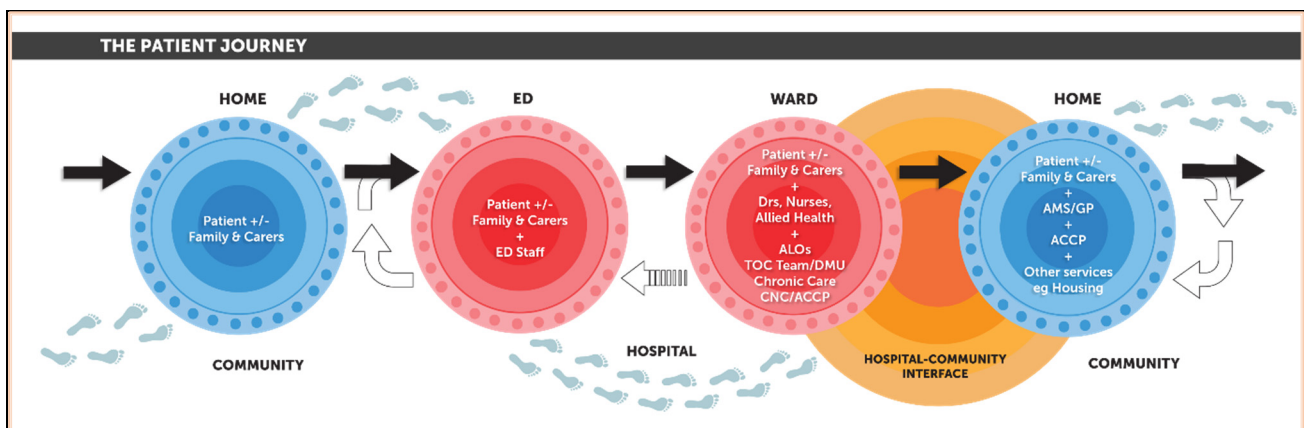 THE PATIENT JOURNEY
HOME
Patient +/-
Family & Carers
COMMUNITY
ED
Patient +/-
Family & Carers
+
ED Staff
HOSPITAL
WARD
Patient +/-
Family & Carers
+
Drs, Nurses,
Allied Health
+
ALOs
TOC Team/DMU
Chronic Care
CNC/ACCP
HOSPITAL-COMMUNITY
INTERFACE
HOME
Patient +/-
Family & Carers
+
AMS/GP
+
ACCP
+
Other services
eg Housing
COMMUNITY